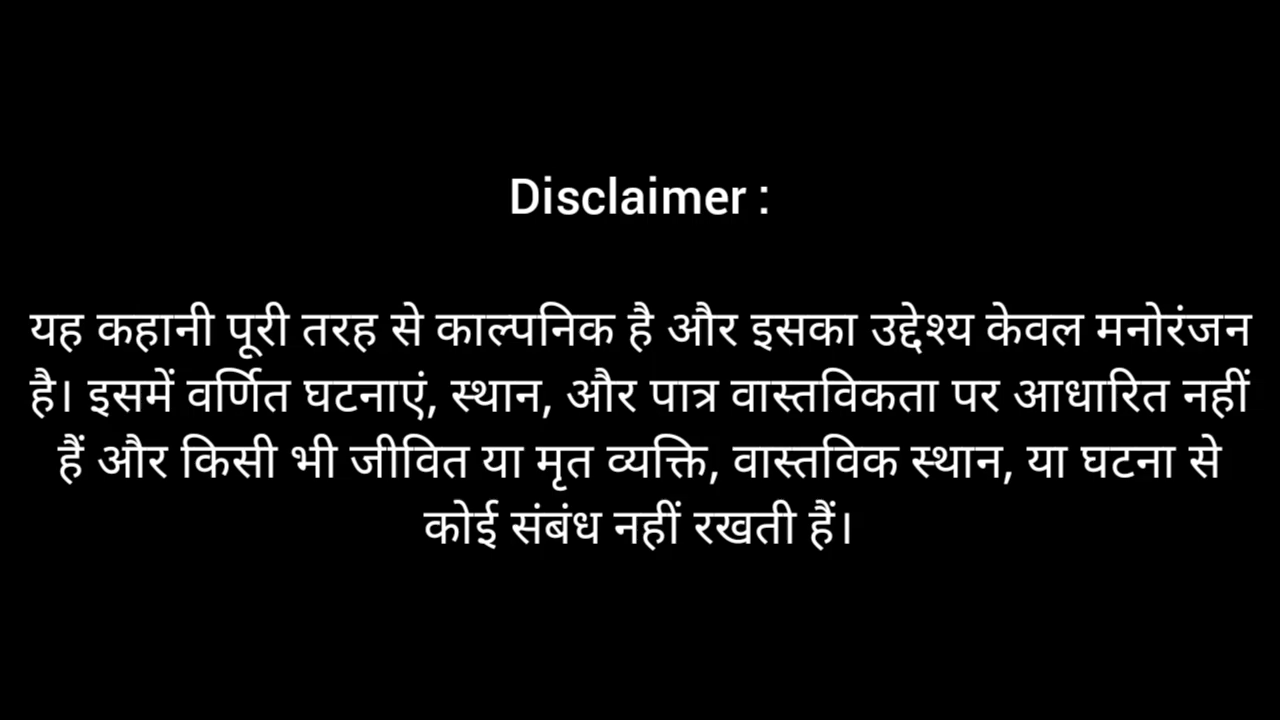 Disclaimer :
यह कहानी पूरी तरह से काल्पनिक है और इसका उद्देश्य केवल मनोरंजन
है। इसमें वर्णित घटनाएं, स्थान, और पात्र वास्तविकता पर आधारित नहीं
हैं और किसी भी जीवित या मृत व्यक्ति, वास्तविक स्थान, या घटना से
कोई संबंध नहीं रखती हैं।